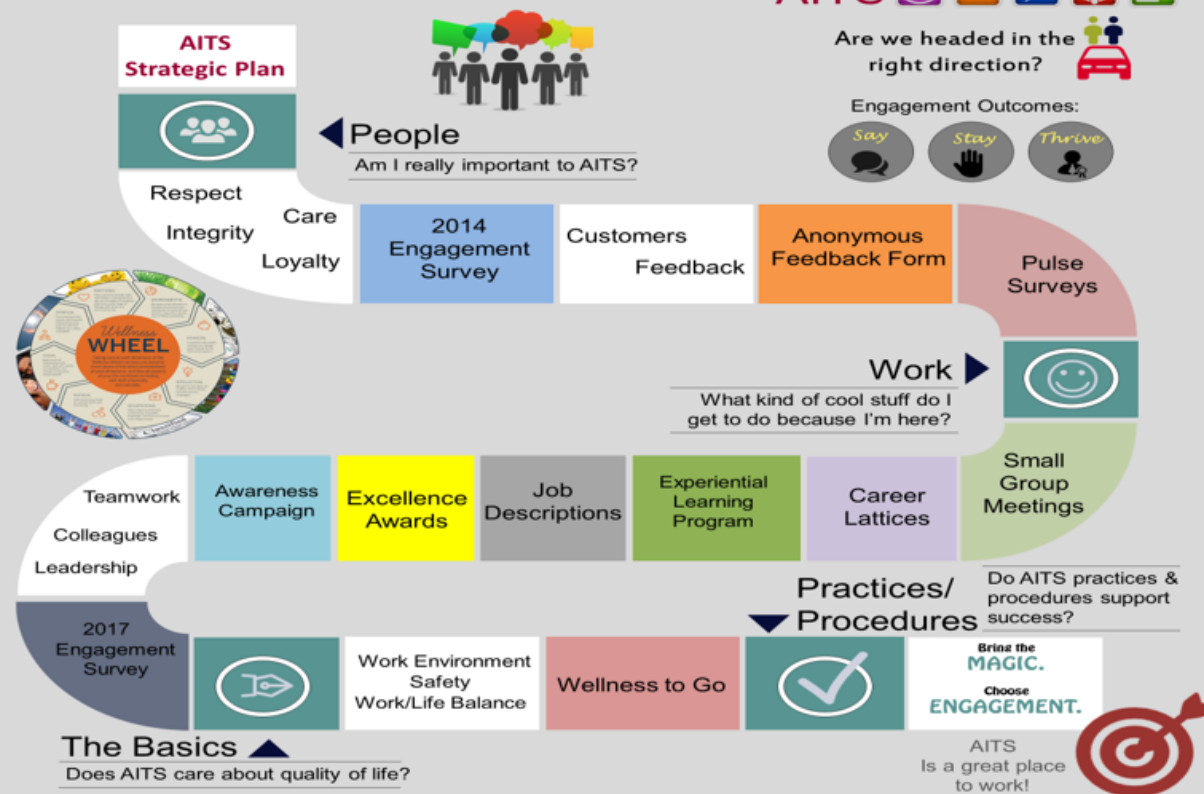 AITS
AITS
Strategic Plan
Are we headed in the
right direction?
Engagement Outcomes:
Say
Stay
Thrive
People
Am I really important to AITS?
Respect
Integrity
Care
Loyalty
2014
Engagement
Survey
Customers
Feedback
Anonymous
Feedback Form
Pulse
Surveys
Wellness
WHEEL
Work
What kind of cool stuff do I
get to do because I'm here?
Small
Group
Meetings
Career
Lattices
Experiential
Learning
Program
Job
Descriptions
Excellence
Awards
Awareness
Campaign
Teamwork
Colleagues
Leadership
2017
Engagement
Survey
The Basics
Does AITS care about quality of life?
Work Environment
Safety
Work/Life Balance
Wellness to Go
Practices/
Procedures
Do AITS practices &
procedures support
success?
Bring the
MAGIC.
Choose
ENGAGEMENT.
AITS
Is a great place
to work!